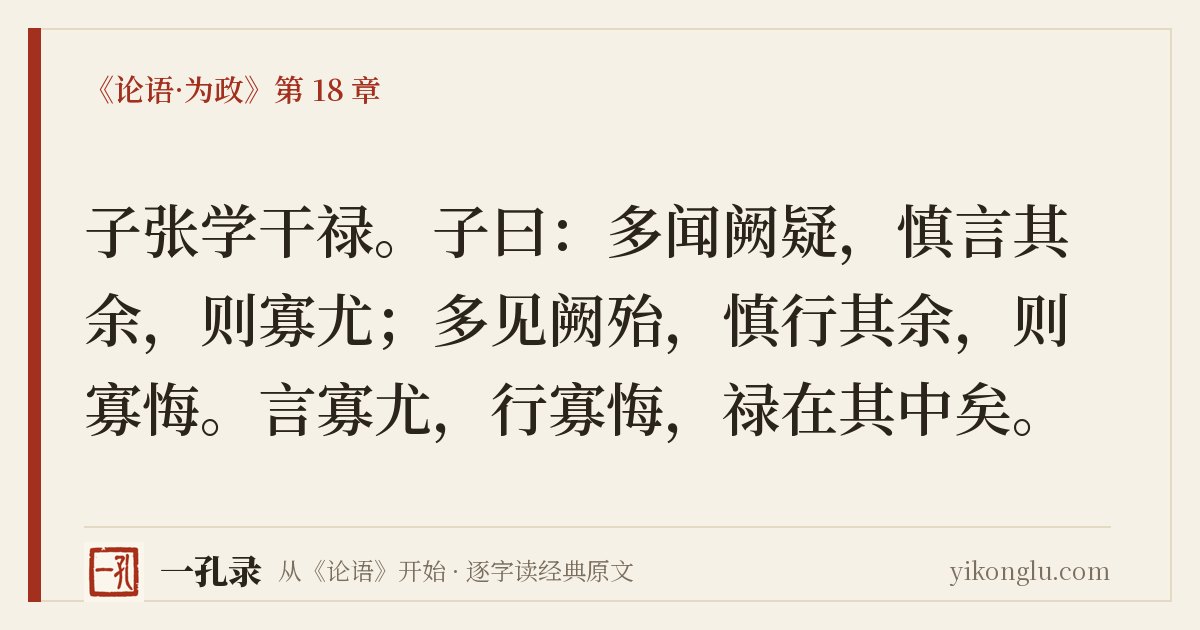 《论语·为政》第 18 章
子张学干禄。子曰：多闻阙疑，慎言其
余，则寡尤；多见阙殆，慎行其余，则
寡悔。言寡尤，行寡悔，禄在其中矣。
一孔
一孔录 从《论语》开始 · 逐字读经典原文 yikonglu.com